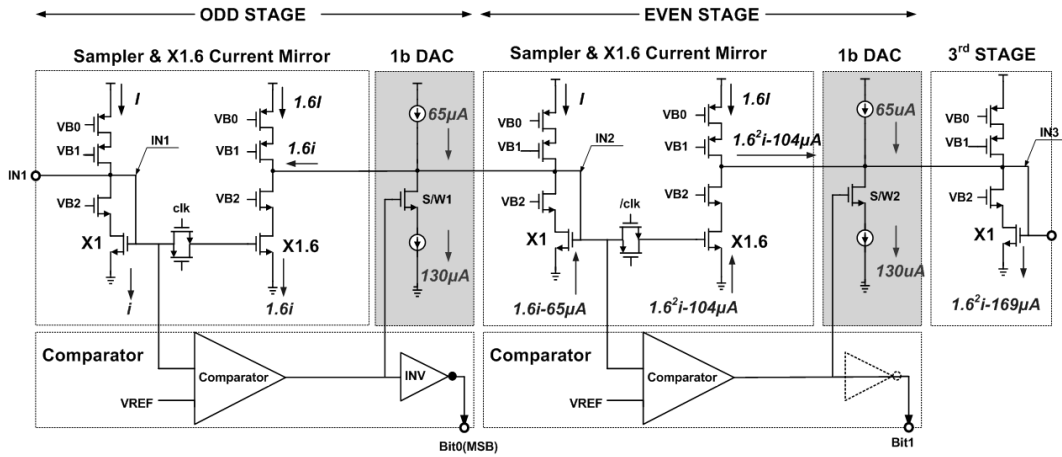 ODD STAGE
EVEN STAGE
Sampler & X1.6 Current Mirror
1b DAC
Sampler & X1.6 Current Mirror
1b DAC
3rd STAGE
I
1.6I
65µA
I
1.6I
65uA
VB0
VB0
VB0
VB0
VB0
VB1
IN1
VB1
1.6i
VB1
IN2
VB1
1.6²i-104µA
VB1
IN3
IN1
VB2
clk
VB2
S/W1
VB2
/clk
VB2
S/W2
VB2
X1
X1.6
X1
X1.6
X1
130µA
130uA
i
1.6i
1.6i-65µA
1.6²i-104µA
1.6²i-169µA
Comparator
Comparator
Comparator
INV
Comparator
VREF
VREF
Bit0(MSB)
Bit1